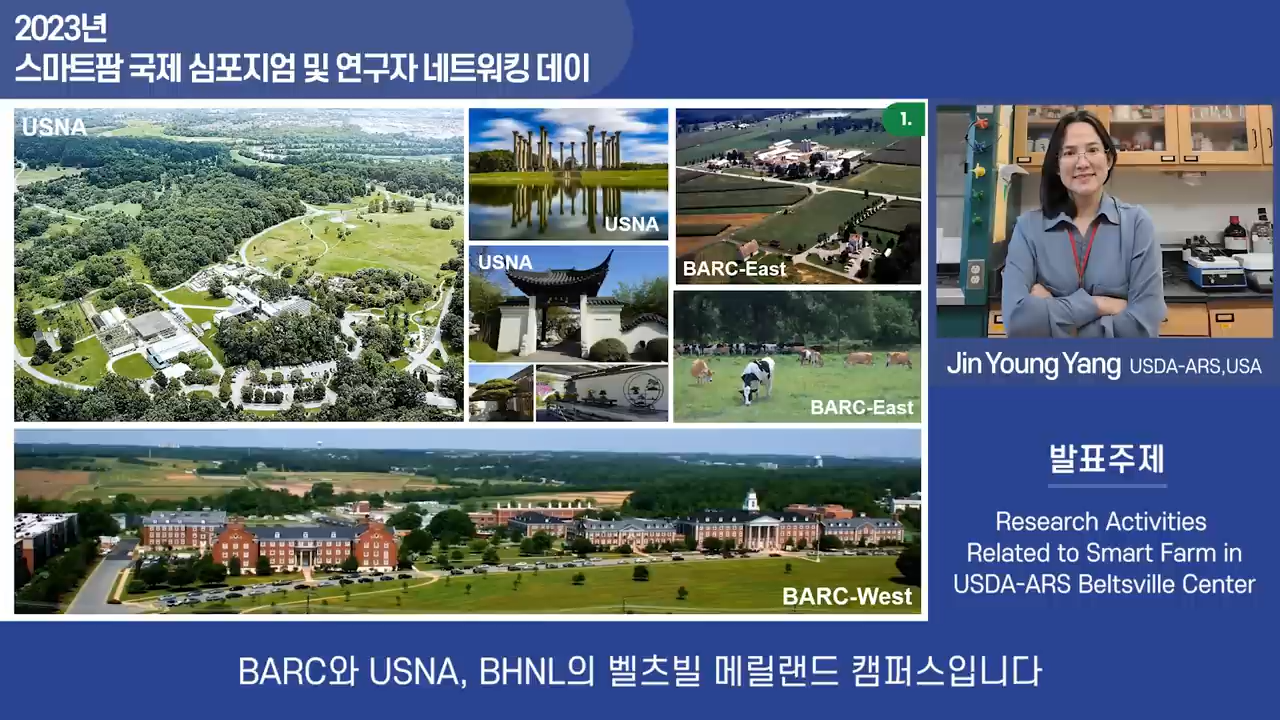 2023년
스마트팜 국제 심포지엄 및 연구자 네트워킹 데이
USNA
USNA
USNA
BARC-East
1.
BARC-East
BARC-West
Jin Young Yang USDA-ARS,USA
발표주제
Research Activities
Related to Smart Farm in
USDA-ARS Beltsville Center
BARC와 USNA, BHNL의 벨츠빌 메릴랜드 캠퍼스입니다